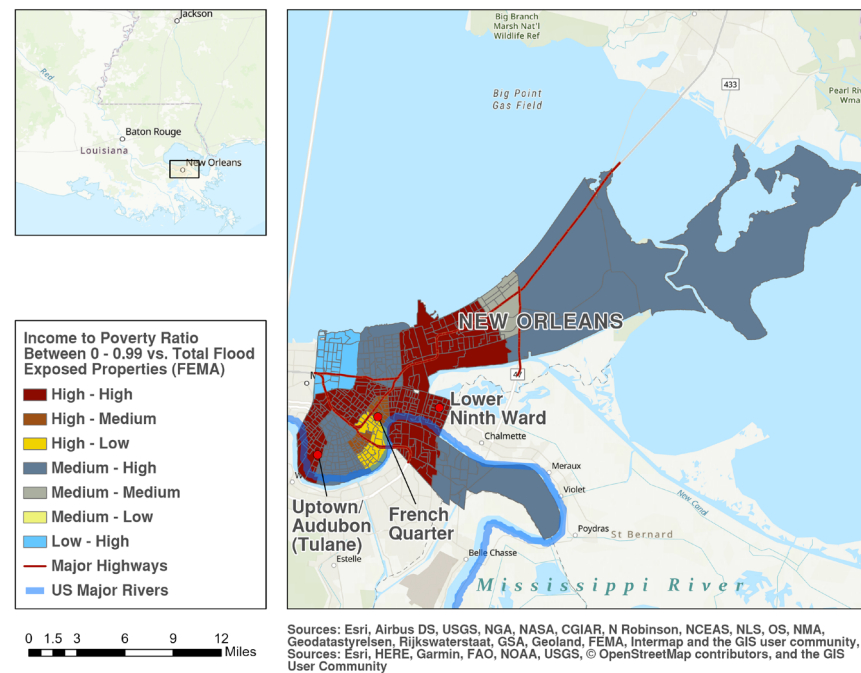 Jackson
Red
Baton Rouge
Louisiana
New Orleans
Big Branch
Marsh Nat'l
Wildlife Ref
433
Big Point
Gas Field
Pearl Riv
Wma
NEW ORLEANS
47
M
Lower
Ninth Ward
Chalmette
Meraux
Violet
W
Uptown/
Audubon
(Tulane)
French
Quarter
New Canal
Poydras
St Bernard
Estelle
Belle Chasse
Mississippi River
Income to Poverty Ratio
Between 0 - 0.99 vs. Total Flood
Exposed Properties (FEMA)
High - High
High - Medium
High - Low
Medium - High
Medium - Medium
Medium - Low
Low - High
Major Highways
US Major Rivers
0 1.5 3 6 9 12
Miles
Sources: Esri, Airbus DS, USGS, NGA, NASA, CGIAR, N Robinson, NCEAS, NLS, OS, NMA,
Geodatastyrelsen, Rijkswaterstaat, GSA, Geoland, FEMA, Intermap and the GIS user community,
Sources: Esri, HERE, Garmin, FAO, NOAA, USGS, © OpenStreetMap contributors, and the GIS
User Community